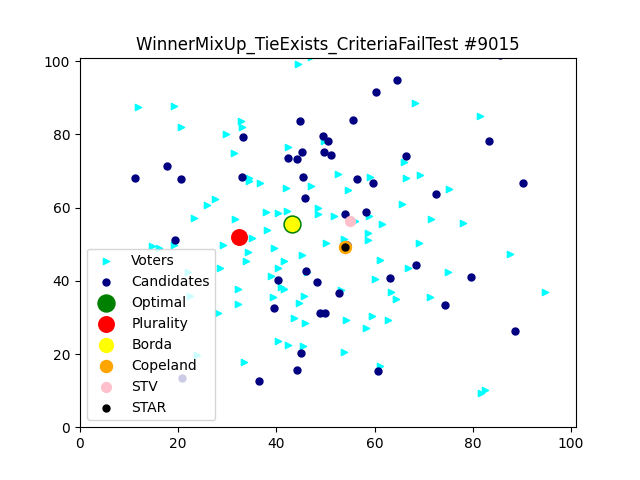 WinnerMixUp_TieExists_CriteriaFailTest #9015
100
80
60
40
20
0
Voters
Candidates
Optimal
Plurality
Borda
Copeland
STV
STAR
0 20 40 60 80 100